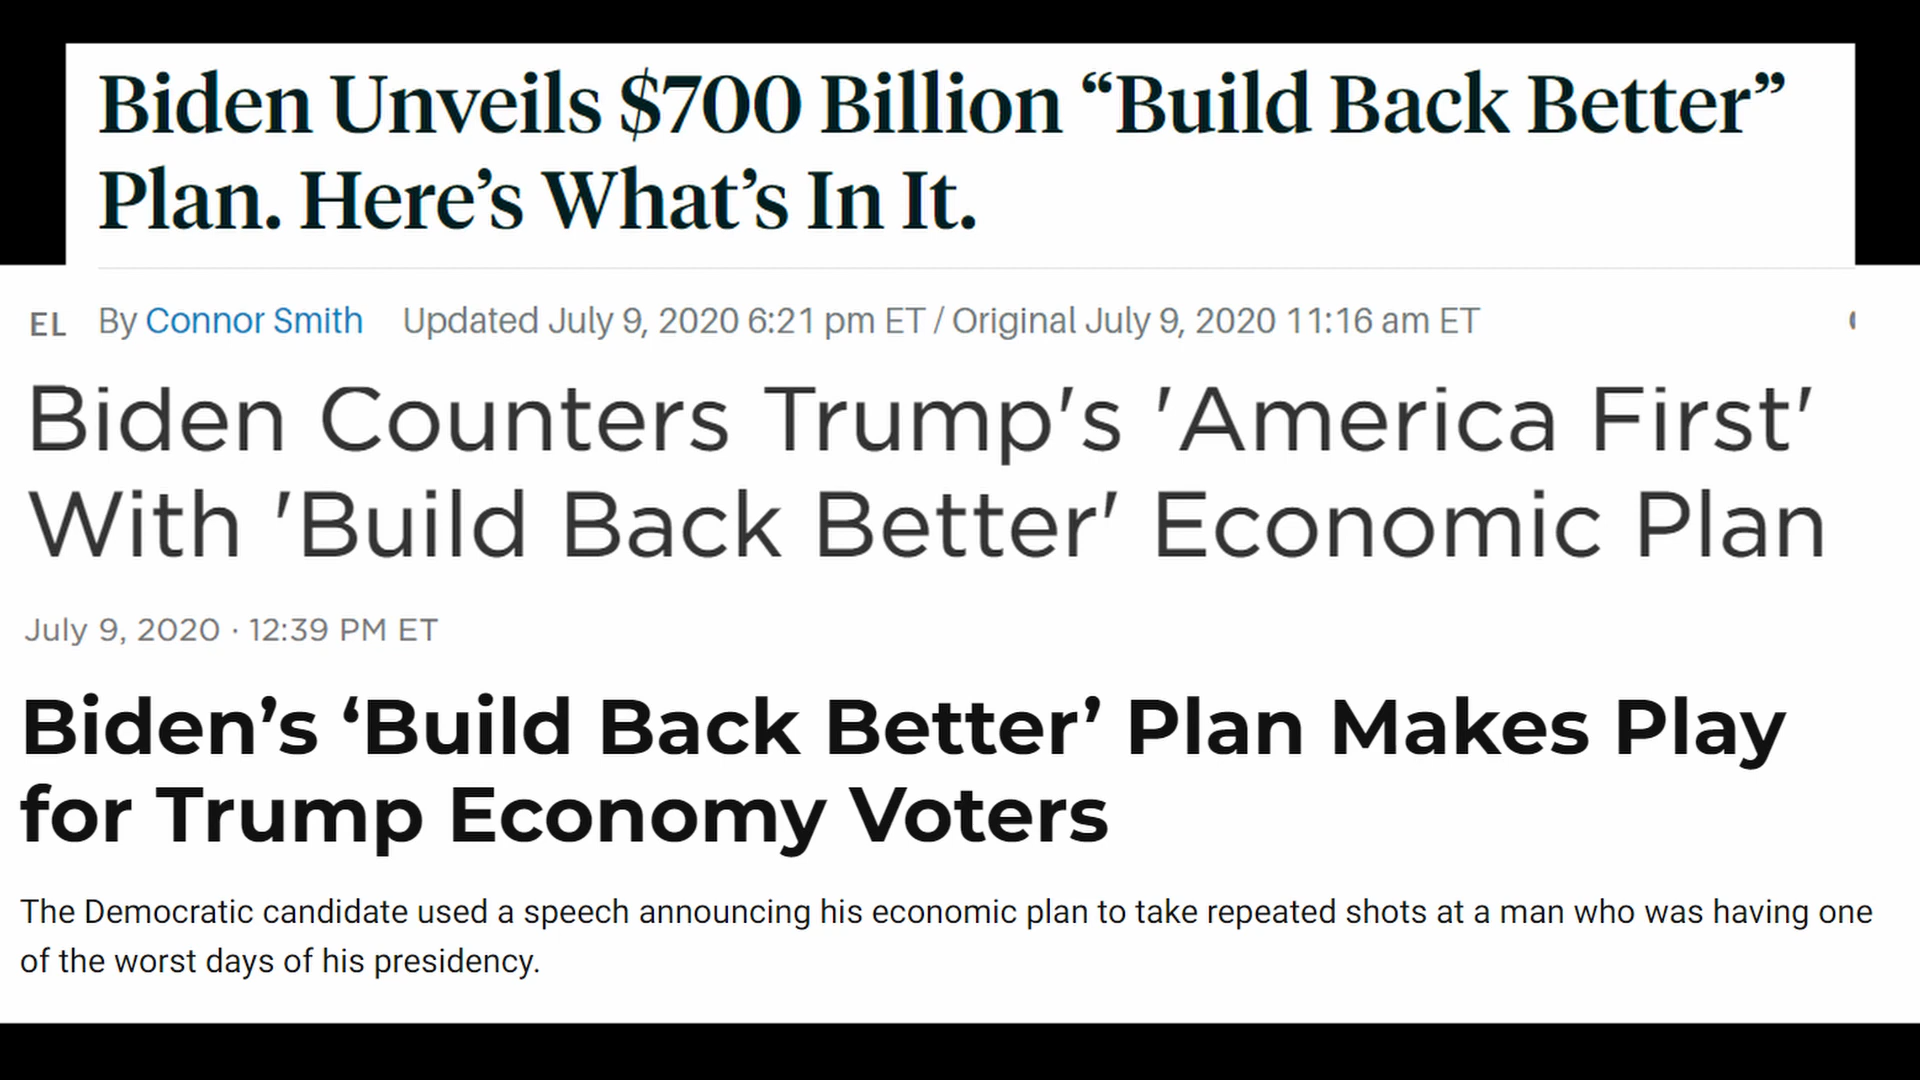 Biden Unveils $700 Billion “Build Back Better”
Plan. Here’s What’s In It.
EL By Connor Smith Updated July 9, 2020 6:21 pm ET / Original July 9, 2020 11:16 am ET
Biden Counters Trump's 'America First'
With 'Build Back Better' Economic Plan
July 9, 2020 · 12:39 PM ET
Biden’s ‘Build Back Better’ Plan Makes Play
for Trump Economy Voters
The Democratic candidate used a speech announcing his economic plan to take repeated shots at a man who was having one
of the worst days of his presidency.